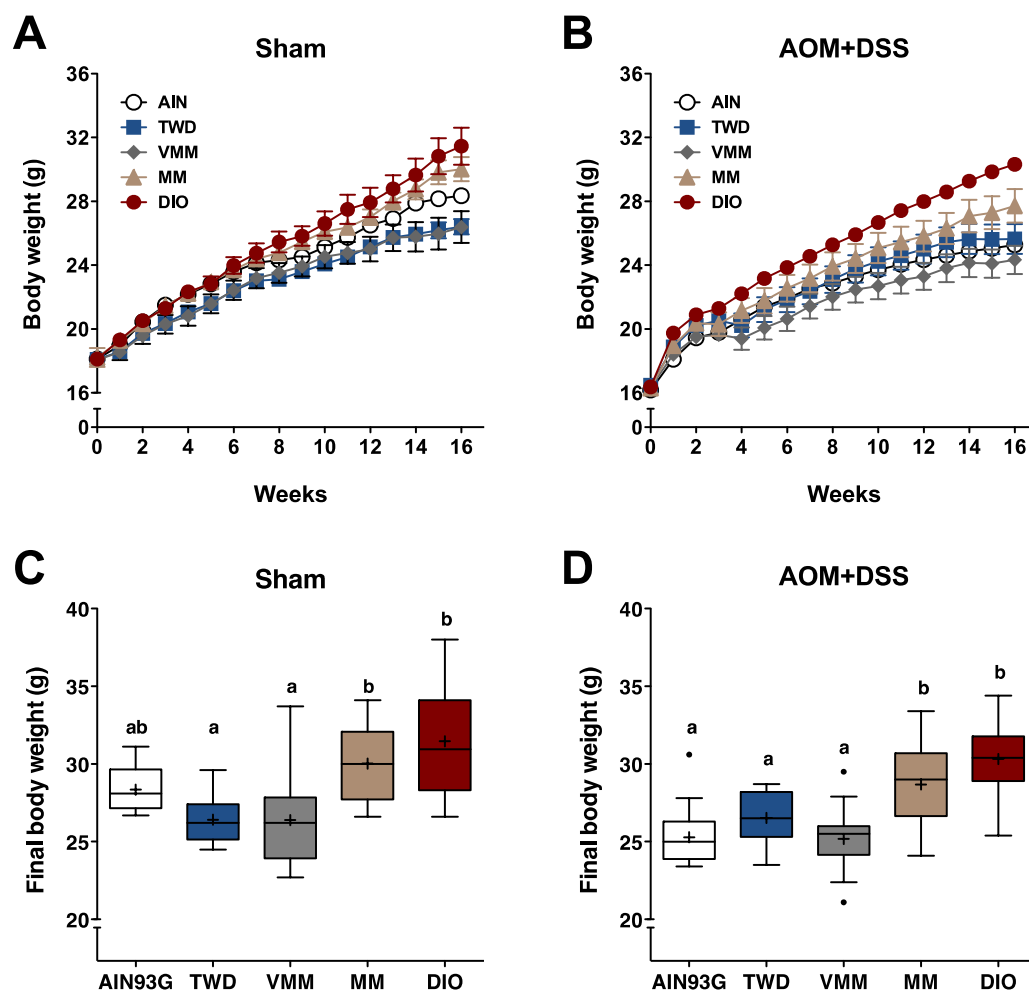 A
Sham
Body weight (g)
36
32
28
24
20
16
0
AIN
TWD
VMM
MM
DIO
0 2 4 6 8 10 12 14 16
Weeks
B
AOM+DSS
Body weight (g)
36
32
28
24
20
16
0
AIN
TWD
VMM
MM
DIO
0 2 4 6 8 10 12 14 16
Weeks
C
Sham
Final body weight (g)
40
35
30
25
20
ab
a
a
b
b
AIN93G TWD VMM MM DIO
D
AOM+DSS
Final body weight (g)
40
35
30
25
20
a
a
a
b
b
AIN93G TWD VMM MM DIO